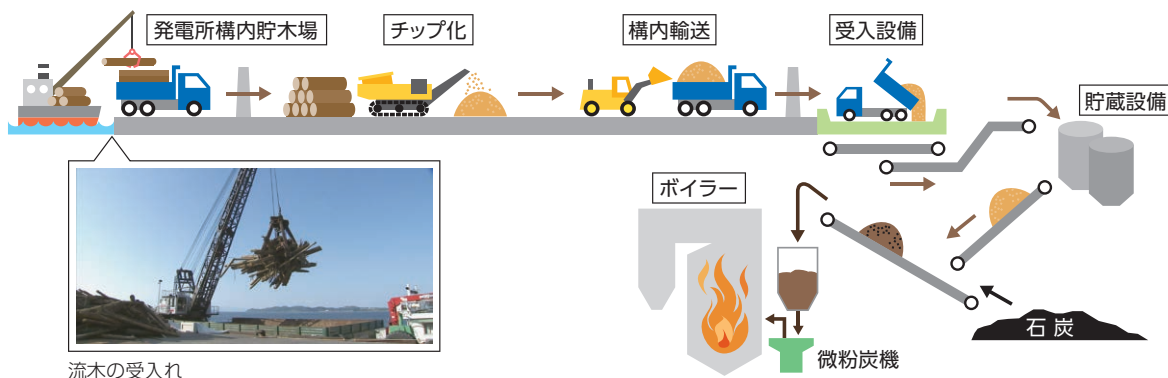 発電所構内貯木場
チップ化
構内輸送
受入設備
貯蔵設備
ボイラー
石炭
微粉炭機
流木の受入れ